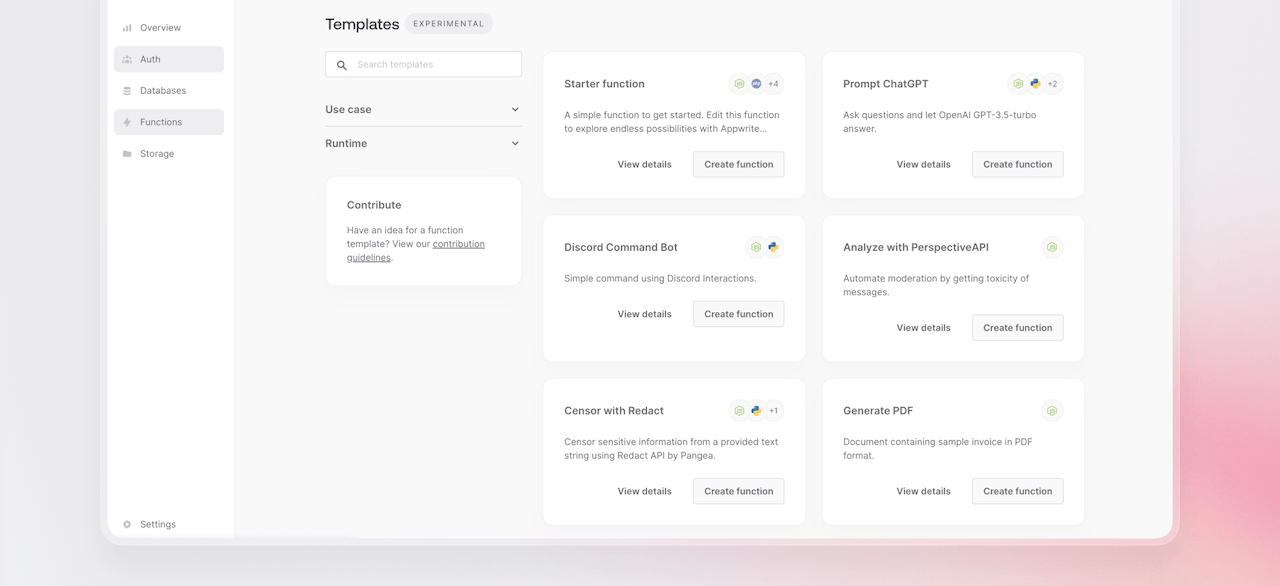 Overview
Auth
Databases
Functions
Storage
Settings
Templates EXPERIMENTAL
Search templates
Use case
Runtime
Contribute
Have an idea for a function
template? View our contribution
guidelines.
Starter function +4
A simple function to get started. Edit this function
to explore endless possibilities with Appwrite...
View details Create function
Prompt ChatGPT +2
Ask questions and let OpenAI GPT-3.5-turbo
answer.
View details Create function
Discord Command Bot
Simple command using Discord Interactions.
View details Create function
Analyze with PerspectiveAPI
Automate moderation by getting toxicity of
messages.
View details Create function
Censor with Redact +1
Censor sensitive information from a provided text
string using Redact API by Pangea.
View details Create function
Generate PDF
Document containing sample invoice in PDF
format.
View details Create function